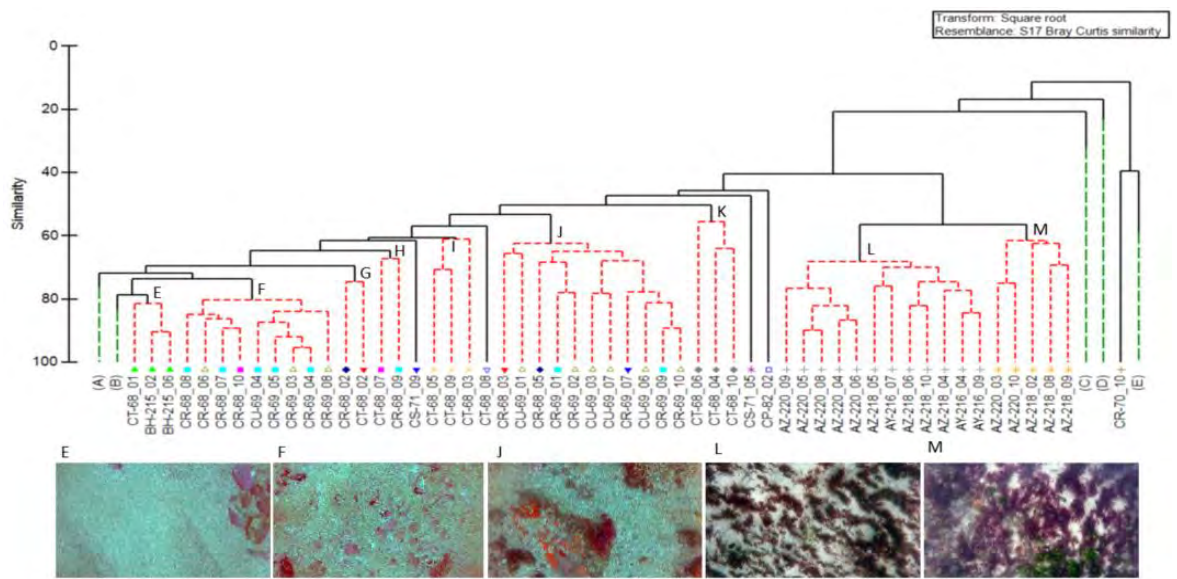 Transform: Square root
Resemblance: S17 Bray Curtis similarity
0
20
40
60
80
100
Similarity
E
F
G
H
I
J
K
L
M
(A)
(B)
CT-68_01
BH-215_02
BH-215_06
CR-68_08
CR-68_06
CR-68_07
CR-68_10
CU-69_04
CR-69_05
CR-69_03
CR-69_04
CR-69_08
CR-68_02
CT-68_02
CT-68_07
CR-68_09
CS-71_09
CT-68_05
CT-68_09
CT-68_03
CT-68_08
CR-68_03
CU-69_01
CR-68_05
CR-69_01
CR-69_02
CU-69_03
CU-69_07
CR-69_07
CU-69_06
CR-69_09
CR-69_10
CT-68_06
CT-68_04
CT-68_10
CS-71_05
CP-82_02
AZ-220_09
AZ-220_05
AZ-220_08
AZ-220_04
AZ-220_06
AZ-218_05
AY-216_07
AZ-218_06
AZ-218_10
AZ-218_04
AY-216_04
AY-216_09
AZ-220_03
AZ-220_10
AZ-218_02
AZ-218_08
AZ-218_09
(C)
(D)
CR-70_10
(E)
E
F
J
L
M